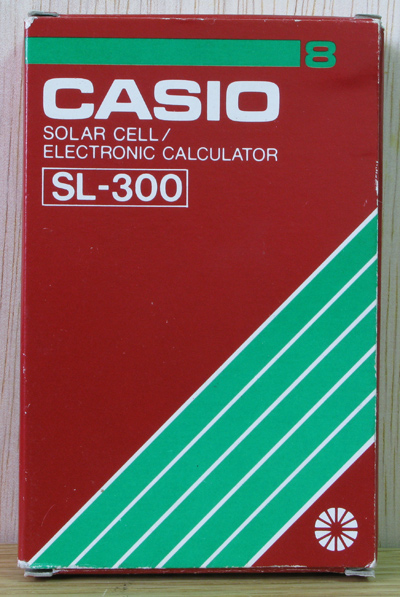 8
CASIO
SOLAR CELL/
ELECTRONIC CALCULATOR
SL-300